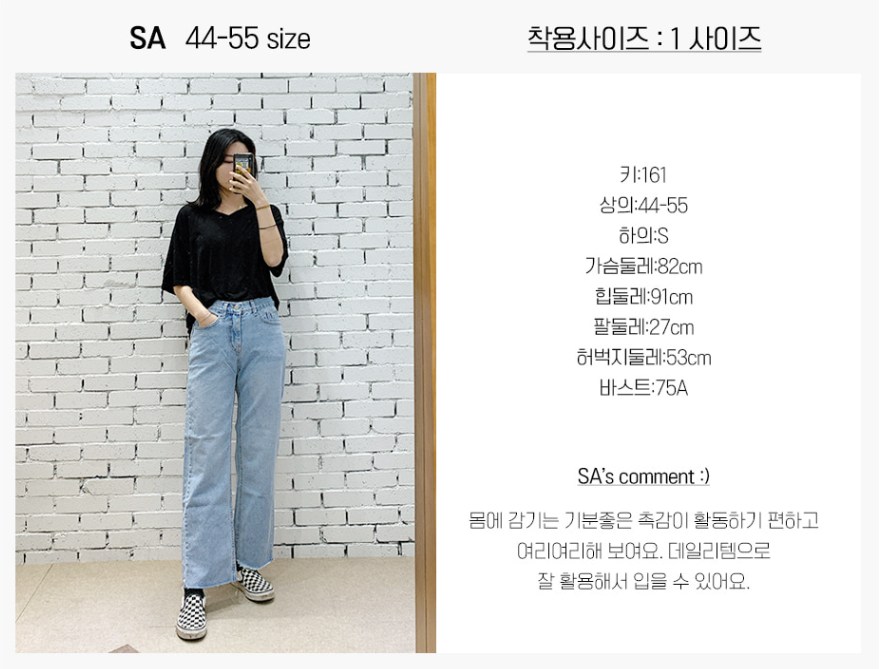 SA 44-55 size
착용사이즈 : 1 사이즈
키:161
상의:44-55
하의:S
가슴둘레:82cm
힙둘레:91cm
팔둘레:27cm
허벅지둘레:53cm
바스트:75A
SA's comment :)
몸에 감기는 기분좋은 촉감이 활동하기 편하고
여리여리해 보여요. 데일리템으로
잘 활용해서 입을 수 있어요.